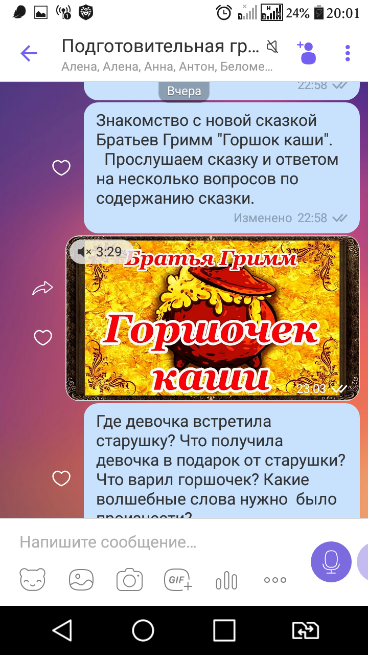 24% 20:01
Подготовительная гр...
Алена, Алена, Анна, Антон, Беломе...
22:58
Вчера
Знакомство с новой сказкой
Братьев Гримм "Горшок каши".
Прослушаем сказку и ответом
на несколько вопросов по
содержанию сказки.
Изменено 22:58
3:29
Братья Гримм
Горшочек
каши
23:03
Где девочка встретила
старушку? Что получила
девочка в подарок от старушки?
Что варил горшочек? Какие
волшебные слова нужно было
произнести?
Напишите сообщение...
GIF